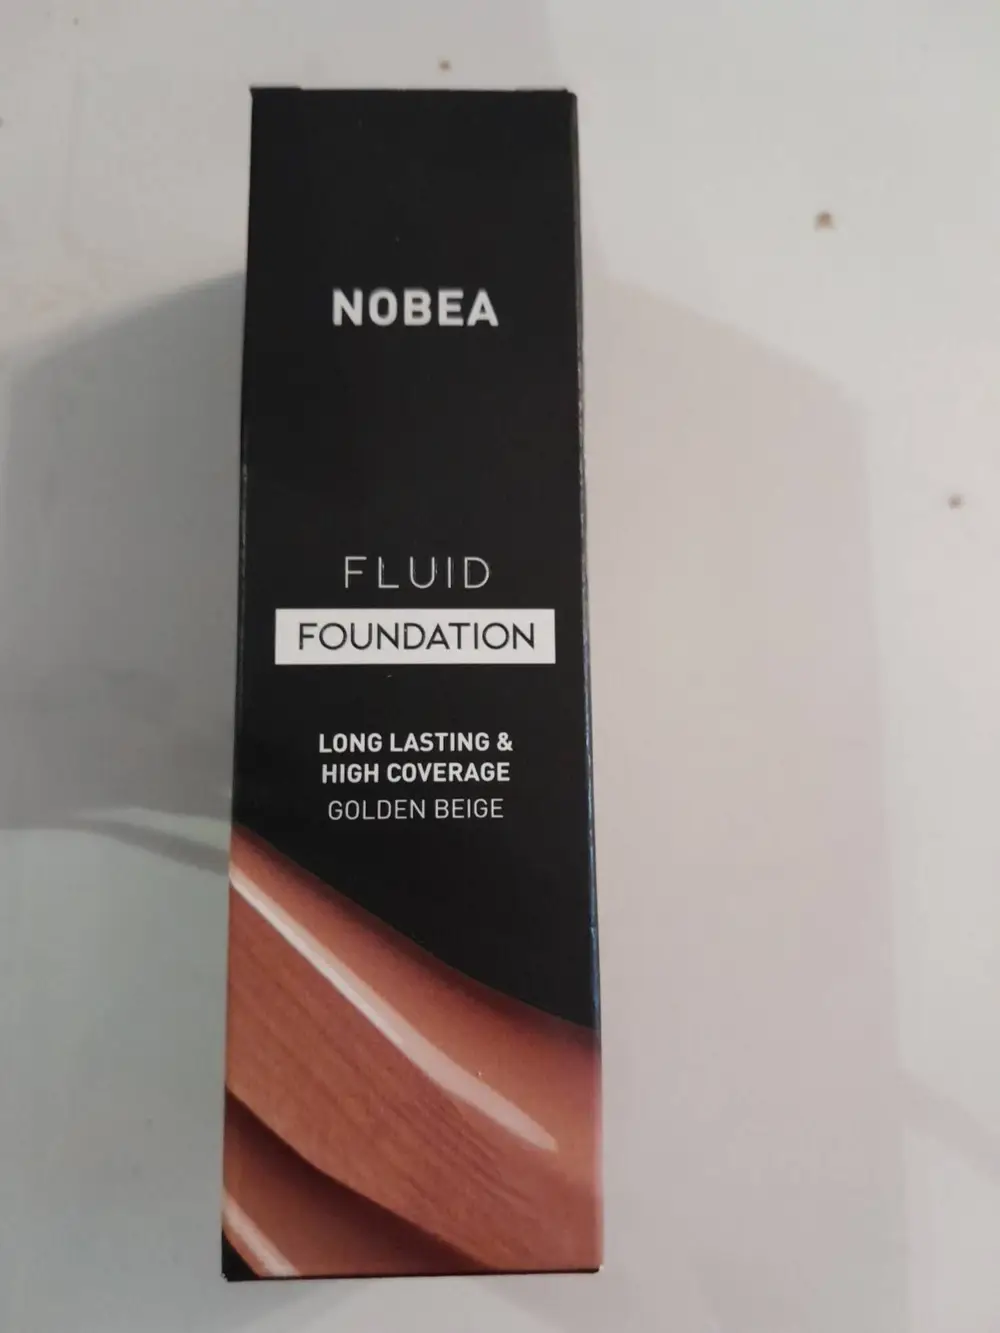 NOBEA
FLUID
FOUNDATION
LONG LASTING &
HIGH COVERAGE
GOLDEN BEIGE